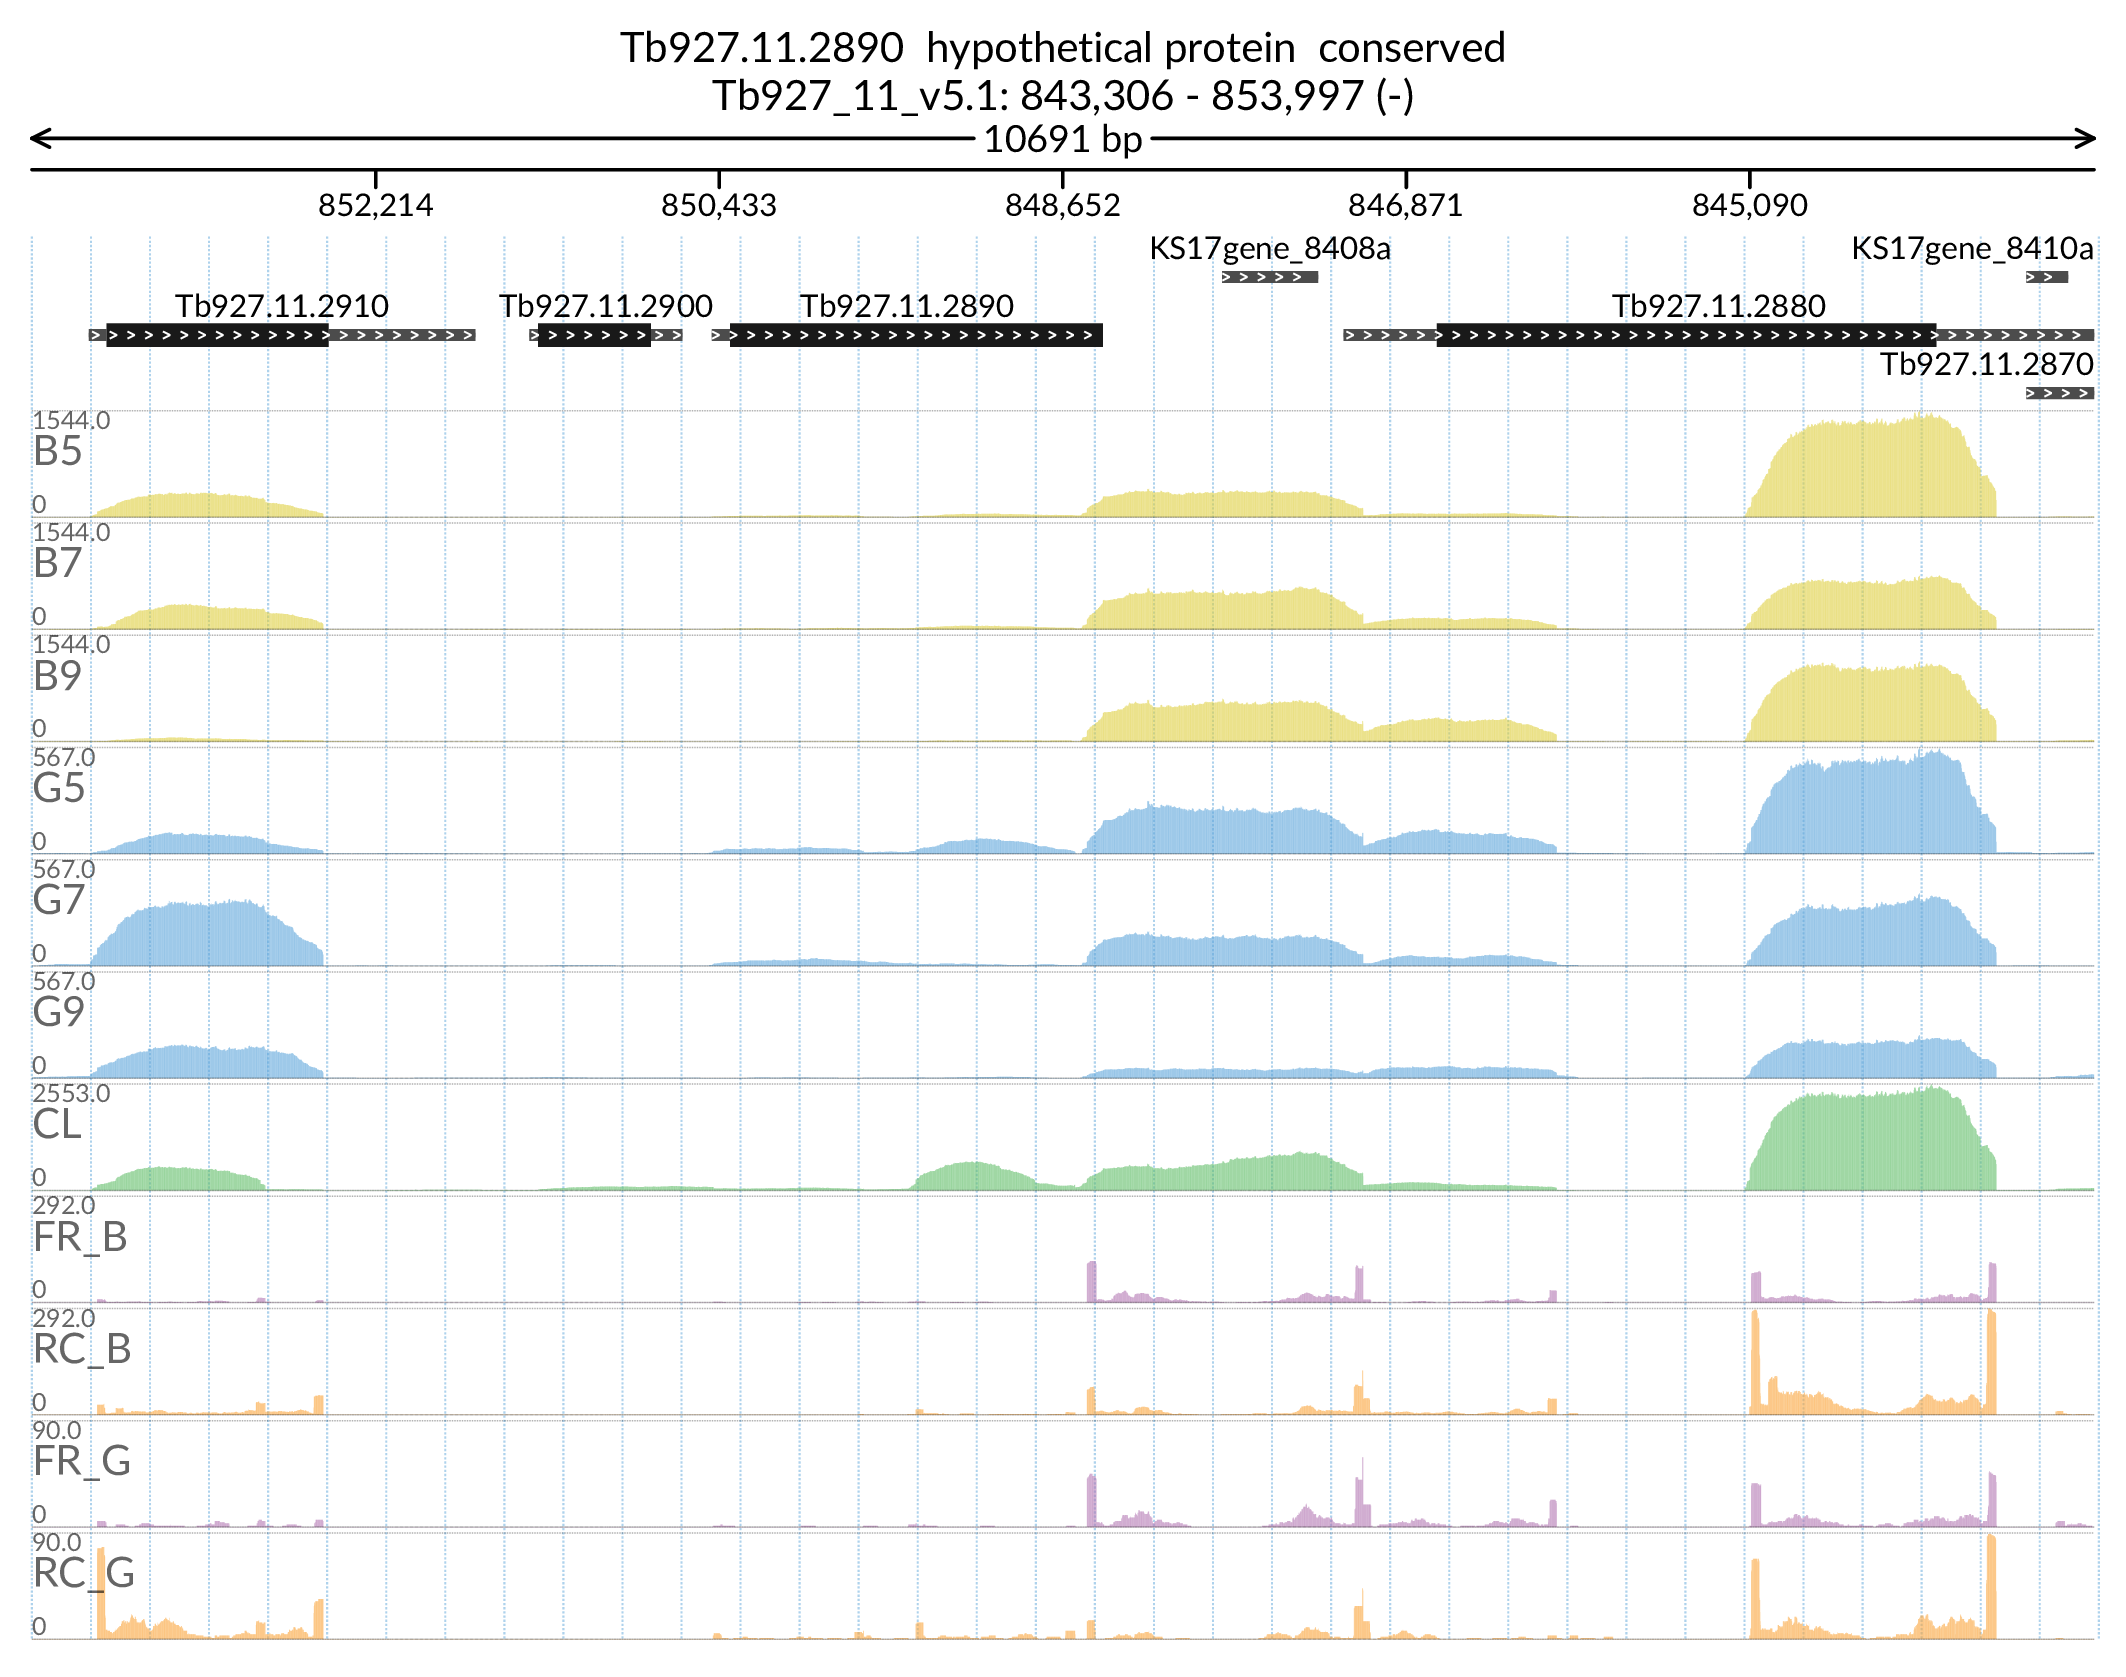 Tb927.11.2890  hypothetical protein  conserved
Tb927_11_v5.1: 843,306 - 853,997 (-)
10691 bp
852,214 850,433 848,652 846,871 845,090
KS17gene_8408a KS17gene_8410a
Tb927.11.2910 Tb927.11.2900 Tb927.11.2890 Tb927.11.2880
Tb927.11.2870
1544.0
B5
0
1544.0
B7
0
1544.0
B9
0
567.0
G5
0
567.0
G7
0
567.0
G9
0
2553.0
CL
0
292.0
FR_B
0
292.0
RC_B
0
90.0
FR_G
0
90.0
RC_G
0